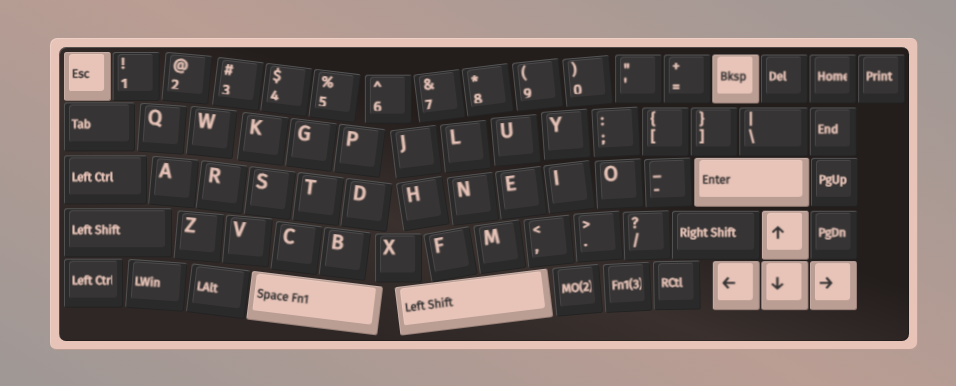 Esc ! 1 @ 2 # 3 $ 4 % 5 ^ 6 & 7 * 8 ( 9 ) 0 " ' + = Bksp Del Home Print
Tab Q W K G P J L U Y : ; { [ } ] | \ End
Left Ctrl A R S T D H N E I O _ - Enter PgUp
Left Shift Z V C B X F M < , > . ? / Right Shift ↑ PgDn
Left Ctrl LWin LAlt Space Fn1 Left Shift MO(2) Fn1(3) RCtl ← ↓ →